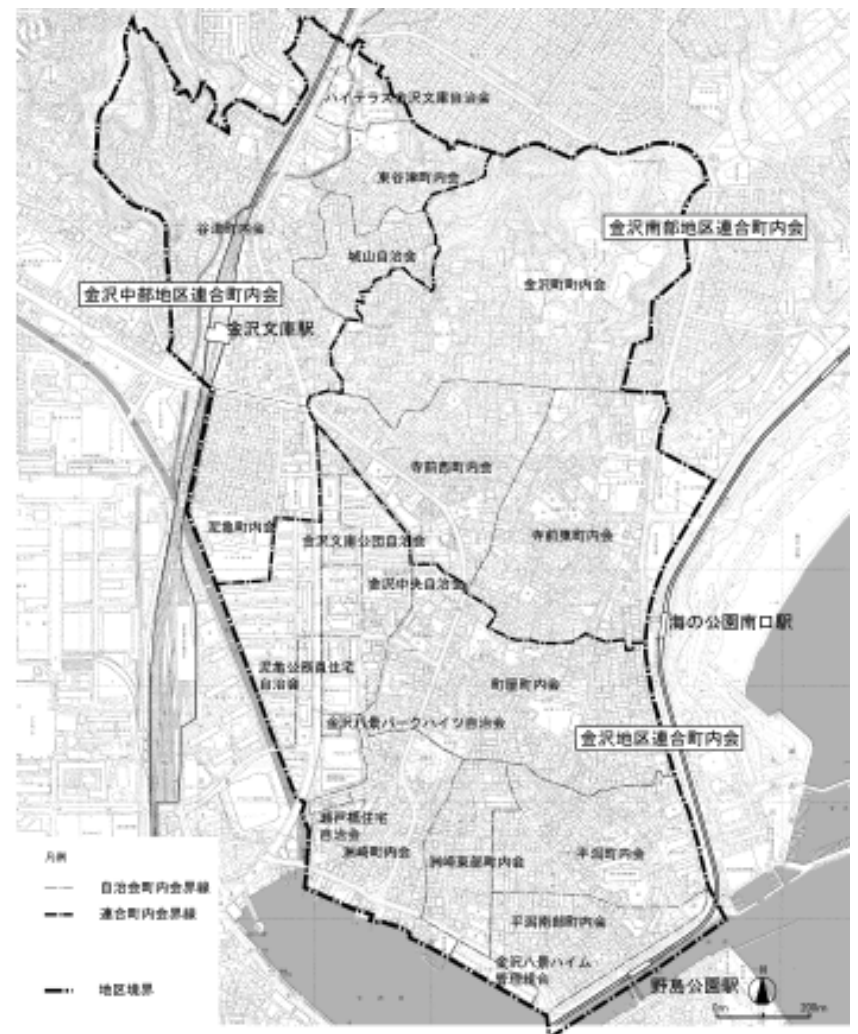 ハイテラス金沢文庫自治会
東谷津町内会
谷津町内会
城山自治会
金沢南部地区連合町内会
金沢町町内会
金沢中部地区連合町内会
金沢文庫駅
寺前西町内会
泥亀町内会
金沢文庫公団自治会
寺前東町内会
金沢中央自治会
海の公園南口駅
泥亀公務員住宅
自治会
町屋町内会
金沢八景パークハイツ自治会
金沢地区連合町内会
瀬戸橋住宅
自治会
洲崎町内会
洲崎東部町内会
平潟町内会
平潟南部町内会
金沢八景ハイム
管理組合
野島公園駅
凡例
自治会町内会界線
連合町内会界線
地区境界
N
0m
200m